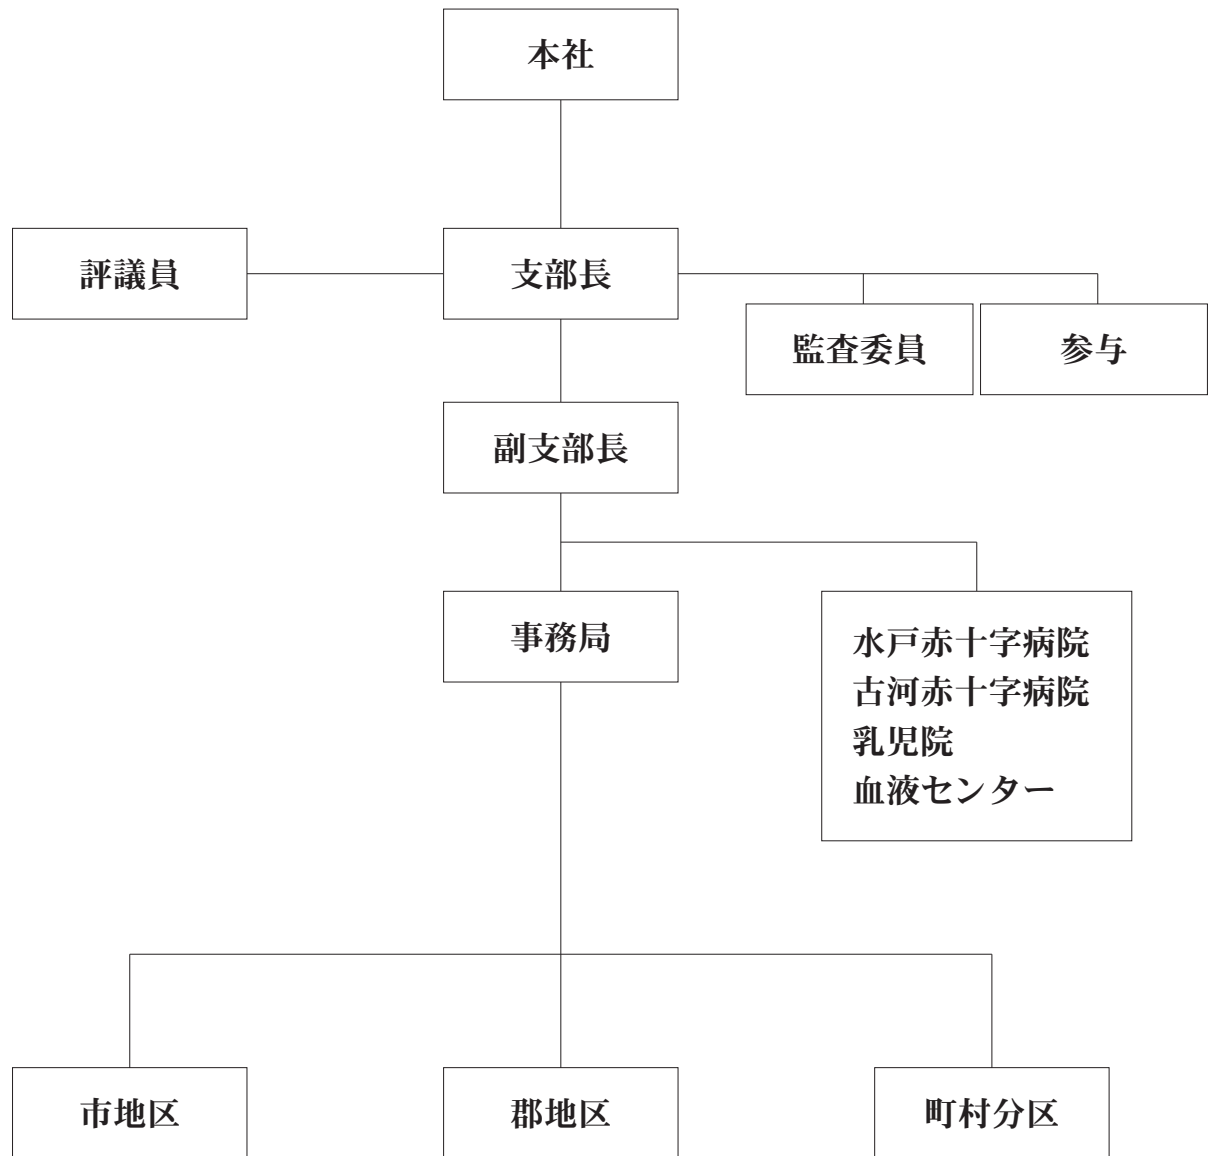 本社
評議員
支部長
監査委員
参与
副支部長
事務局
水戸赤十字病院
古河赤十字病院
乳児院
血液センター
市地区
郡地区
町村分区